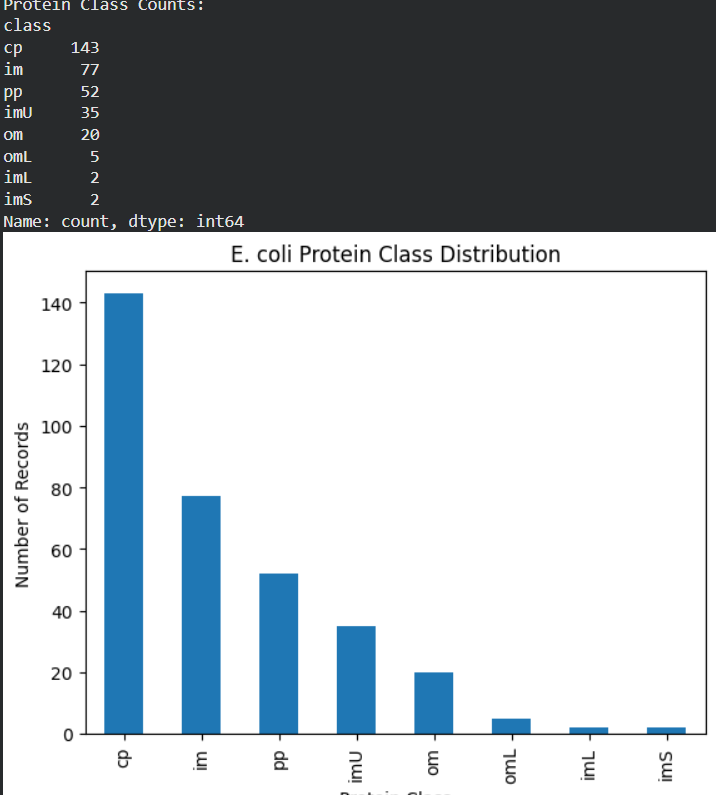 Protein Class Counts:
class
cp 143
im 77
pp 52
imU 35
om 20
omL 5
imL 2
imS 2
Name: count, dtype: int64
E. coli Protein Class Distribution
140
120
100
80
60
40
20
0
Number of Records
cp im pp imU om omL imL imS
Protein Class